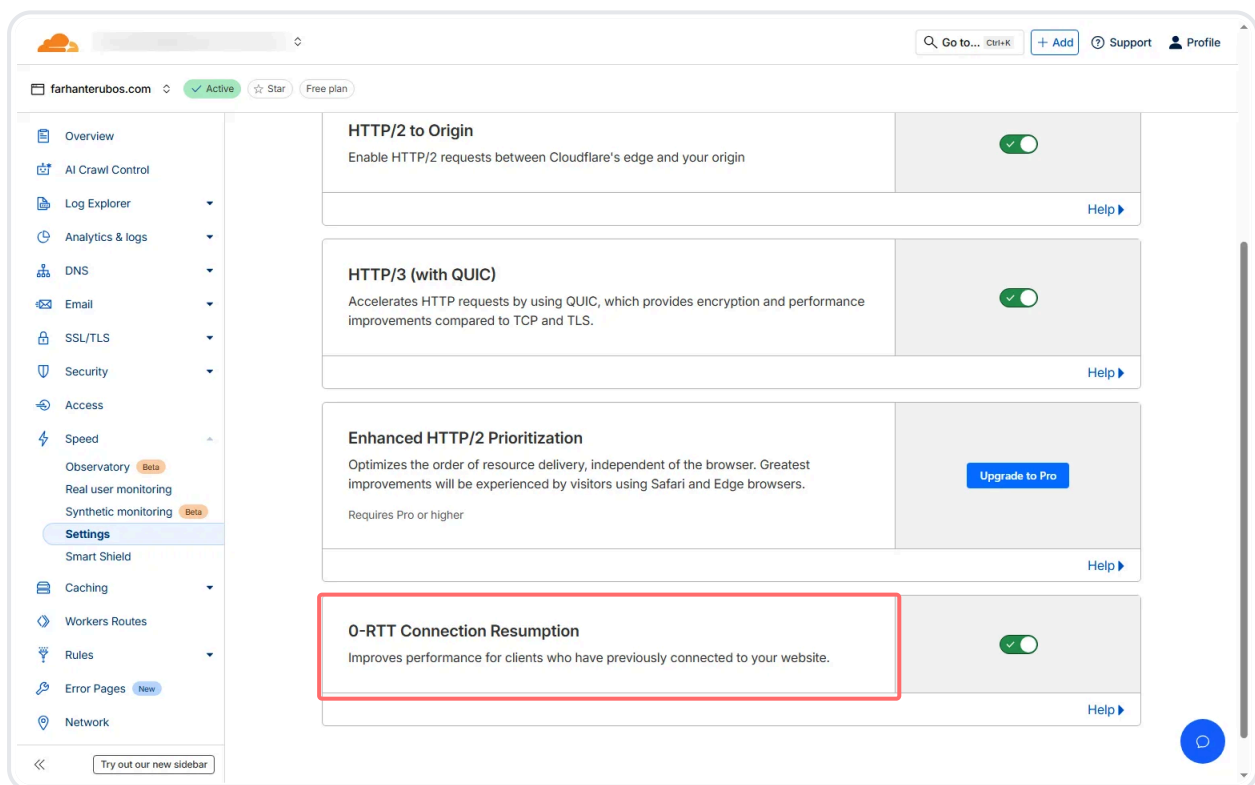 Go to... Ctrl+K
+ Add
Support
Profile
farhanterubos.com
Active
Star
Free plan
Overview
AI Crawl Control
Log Explorer
Analytics & logs
DNS
Email
SSL/TLS
Security
Access
Speed
Observatory Beta
Real user monitoring
Synthetic monitoring Beta
Settings
Smart Shield
Caching
Workers Routes
Rules
Error Pages New
Network
Try out our new sidebar
HTTP/2 to Origin
Enable HTTP/2 requests between Cloudflare's edge and your origin
Help
HTTP/3 (with QUIC)
Accelerates HTTP requests by using QUIC, which provides encryption and performance
improvements compared to TCP and TLS.
Help
Enhanced HTTP/2 Prioritization
Optimizes the order of resource delivery, independent of the browser. Greatest
improvements will be experienced by visitors using Safari and Edge browsers.
Requires Pro or higher
Upgrade to Pro
Help
0-RTT Connection Resumption
Improves performance for clients who have previously connected to your website.
Help